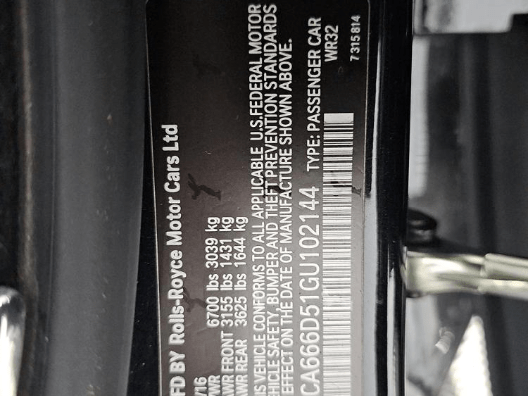 FD BY Rolls-Royce Motor Cars Ltd
/16
WR 6700 lbs 3039 kg
WR FRONT 3155 lbs 1431 kg
WR REAR 3625 lbs 1644 kg
IS VEHICLE CONFORMS TO ALL APPLICABLE U.S.FEDERAL MOTOR
VEHICLE SAFETY, BUMPER AND THEFT PREVENTION STANDARDS
EFFECT ON THE DATE OF MANUFACTURE SHOWN ABOVE.
CA666D51GU102144 TYPE: PASSENGER CAR
WR32
7 315 814